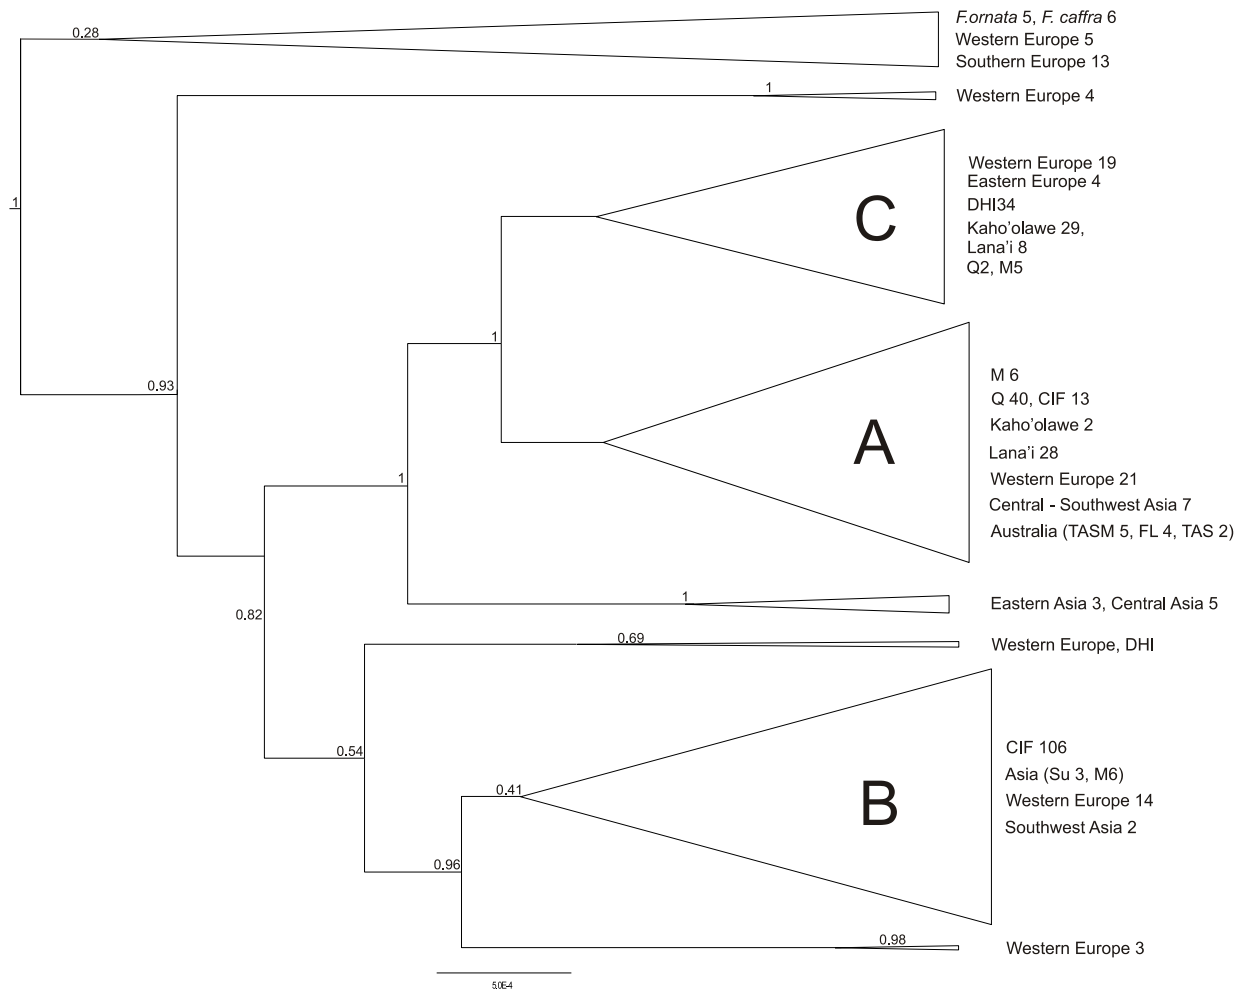 0.28
F.ornata 5, F. caffra 6
Western Europe 5
Southern Europe 13
1
Western Europe 4
1
C
Western Europe 19
Eastern Europe 4
DHI34
Kaho'olawe 29,
Lana'i 8
Q2, M5
1
0.93
A
M 6
Q 40, CIF 13
Kaho'olawe 2
Lana'i 28
Western Europe 21
Central - Southwest Asia 7
Australia (TASM 5, FL 4, TAS 2)
1
1
Eastern Asia 3, Central Asia 5
0.82
0.69
Western Europe, DHI
0.54
0.41
B
CIF 106
Asia (Su 3, M6)
Western Europe 14
Southwest Asia 2
0.96
0.98
Western Europe 3
5.0E-4